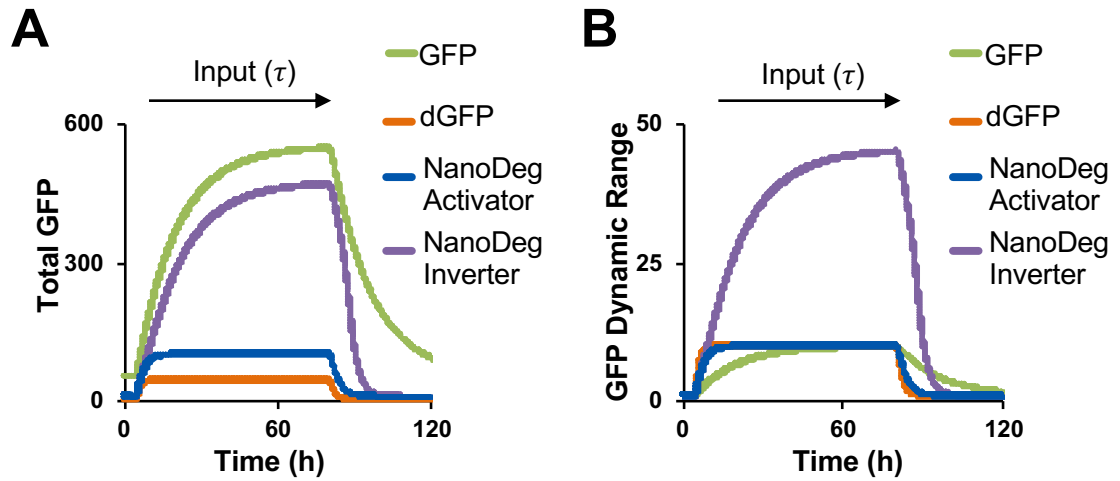 A
Input (τ)
GFP
dGFP
NanoDeg
Activator
NanoDeg
Inverter
Total GFP
600
300
0
0
60
120
Time (h)
B
Input (τ)
GFP
dGFP
NanoDeg
Activator
NanoDeg
Inverter
GFP Dynamic Range
50
25
0
0
60
120
Time (h)